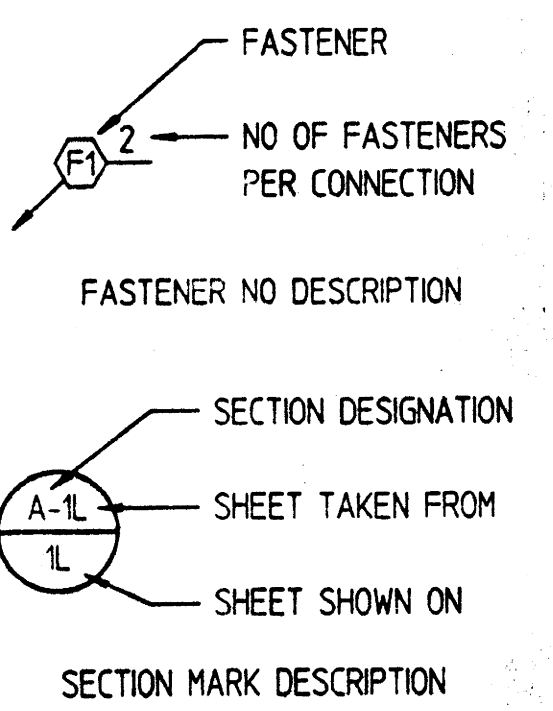 FASTENER
F1 2 NO OF FASTENERS
PER CONNECTION
FASTENER NO DESCRIPTION
SECTION DESIGNATION
A-1L SHEET TAKEN FROM
1L
SHEET SHOWN ON
SECTION MARK DESCRIPTION